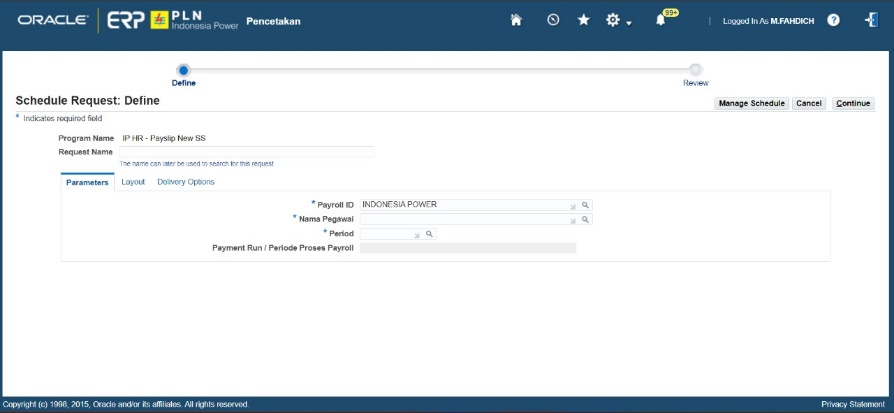 ORACLE ERP PLN Indonesia Power Pencetakan 99+ Logged In As M.FAHDICH ?
Define Review
Schedule Request: Define Manage Schedule Cancel Continue
* Indicates required field
Program Name IP HR - Payslip New SS
Request Name
The name can later be used to search for this request
Parameters Layout Delivery Options
* Payroll ID INDONESIA POWER
* Nama Pegawai
* Period
Payment Run / Periode Proses Payroll
Copyright (c) 1998, 2015, Oracle and/or its affiliates. All rights reserved. Privacy Statement